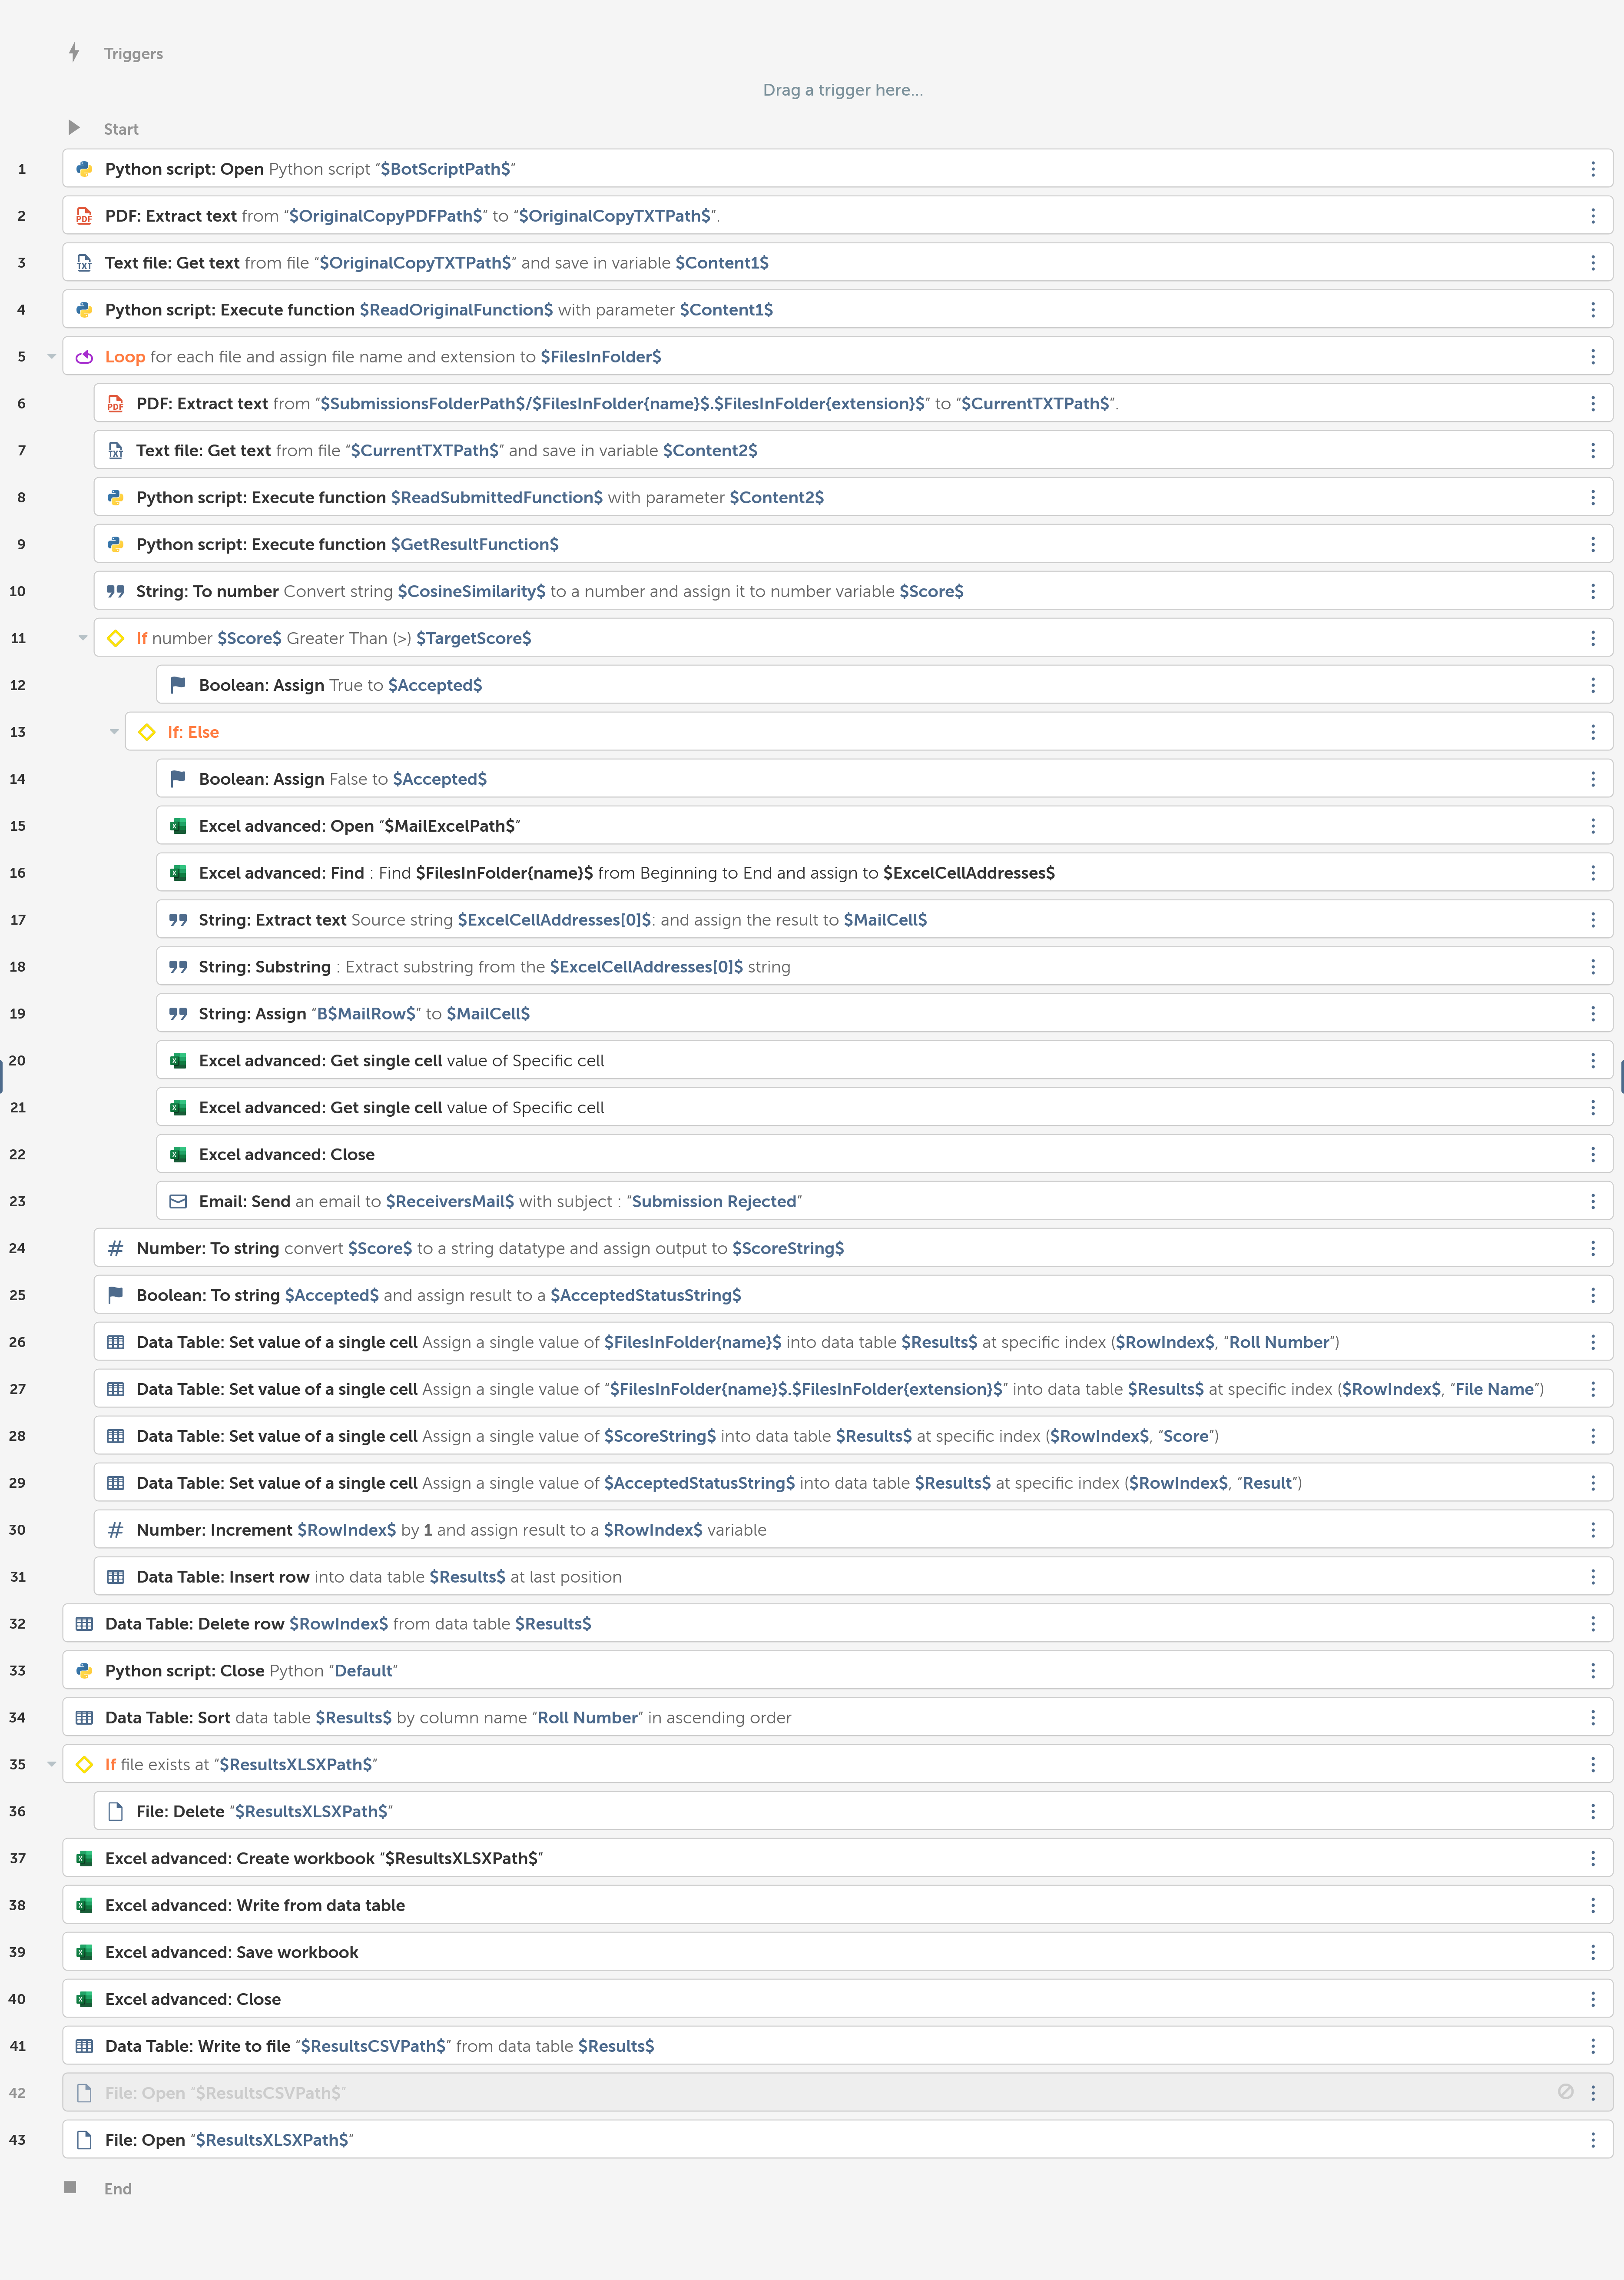 Triggers
Drag a trigger here...
Start
1 Python script: Open Python script “$BotScriptPath$”
2 PDF: Extract text from “$OriginalCopyPDFPath$” to “$OriginalCopyTXTPath$”.
3 Text file: Get text from file “$OriginalCopyTXTPath$” and save in variable $Content1$
4 Python script: Execute function $ReadOriginalFunction$ with parameter $Content1$
5 Loop for each file and assign file name and extension to $FilesInFolder$
6 PDF: Extract text from “$SubmissionsFolderPath$/$FilesInFolder{name}$.$FilesInFolder{extension}$” to “$CurrentTXTPath$”.
7 Text file: Get text from file “$CurrentTXTPath$” and save in variable $Content2$
8 Python script: Execute function $ReadSubmittedFunction$ with parameter $Content2$
9 Python script: Execute function $GetResultFunction$
10 String: To number Convert string $CosineSimilarity$ to a number and assign it to number variable $Score$
11 If number $Score$ Greater Than (>) $TargetScore$
12 Boolean: Assign True to $Accepted$
13 If: Else
14 Boolean: Assign False to $Accepted$
15 Excel advanced: Open “$MailExcelPath$”
16 Excel advanced: Find : Find $FilesInFolder{name}$ from Beginning to End and assign to $ExcelCellAddresses$
17 String: Extract text Source string $ExcelCellAddresses[0]$: and assign the result to $MailCell$
18 String: Substring : Extract substring from the $ExcelCellAddresses[0]$ string
19 String: Assign “B$MailRow$” to $MailCell$
20 Excel advanced: Get single cell value of Specific cell
21 Excel advanced: Get single cell value of Specific cell
22 Excel advanced: Close
23 Email: Send an email to $ReceiversMail$ with subject : “Submission Rejected”
24 Number: To string convert $Score$ to a string datatype and assign output to $ScoreString$
25 Boolean: To string $Accepted$ and assign result to a $AcceptedStatusString$
26 Data Table: Set value of a single cell Assign a single value of $FilesInFolder{name}$ into data table $Results$ at specific index ($RowIndex$, “Roll Number”)
27 Data Table: Set value of a single cell Assign a single value of “$FilesInFolder{name}$.$FilesInFolder{extension}$” into data table $Results$ at specific index ($RowIndex$, “File Name”)
28 Data Table: Set value of a single cell Assign a single value of $ScoreString$ into data table $Results$ at specific index ($RowIndex$, “Score”)
29 Data Table: Set value of a single cell Assign a single value of $AcceptedStatusString$ into data table $Results$ at specific index ($RowIndex$, “Result”)
30 Number: Increment $RowIndex$ by 1 and assign result to a $RowIndex$ variable
31 Data Table: Insert row into data table $Results$ at last position
32 Data Table: Delete row $RowIndex$ from data table $Results$
33 Python script: Close Python “Default”
34 Data Table: Sort data table $Results$ by column name “Roll Number” in ascending order
35 If file exists at “$ResultsXLSXPath$”
36 File: Delete “$ResultsXLSXPath$”
37 Excel advanced: Create workbook “$ResultsXLSXPath$”
38 Excel advanced: Write from data table
39 Excel advanced: Save workbook
40 Excel advanced: Close
41 Data Table: Write to file “$ResultsCSVPath$” from data table $Results$
42 File: Open “$ResultsCSVPath$”
43 File: Open “$ResultsXLSXPath$”
End